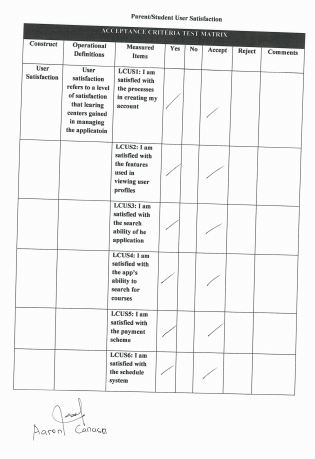 Parent/Student User Satisfaction
ACCEPTANCE CRITERIA TEST MATRIX
Construct Operational Definitions Measured Items Yes No Accept Reject Comments
User
Satisfaction
User
satisfaction
refers to a level
of satisfaction
that learing
centers gained
in managing
the applicatoin
LCUS1: I am
satisfied with
the processes
in creating my
account
LCUS2: I am
satisfied with
the features
used in
viewing user
profiles
LCUS3: I am
satisfied with
the search
ability of he
application
LCUS4: I am
satisfied with
the app's
ability to
search for
courses
LCUS5: I am
satisfied with
the payment
scheme
LCUS6: I am
satisfied with
the schedule
system
Aaront